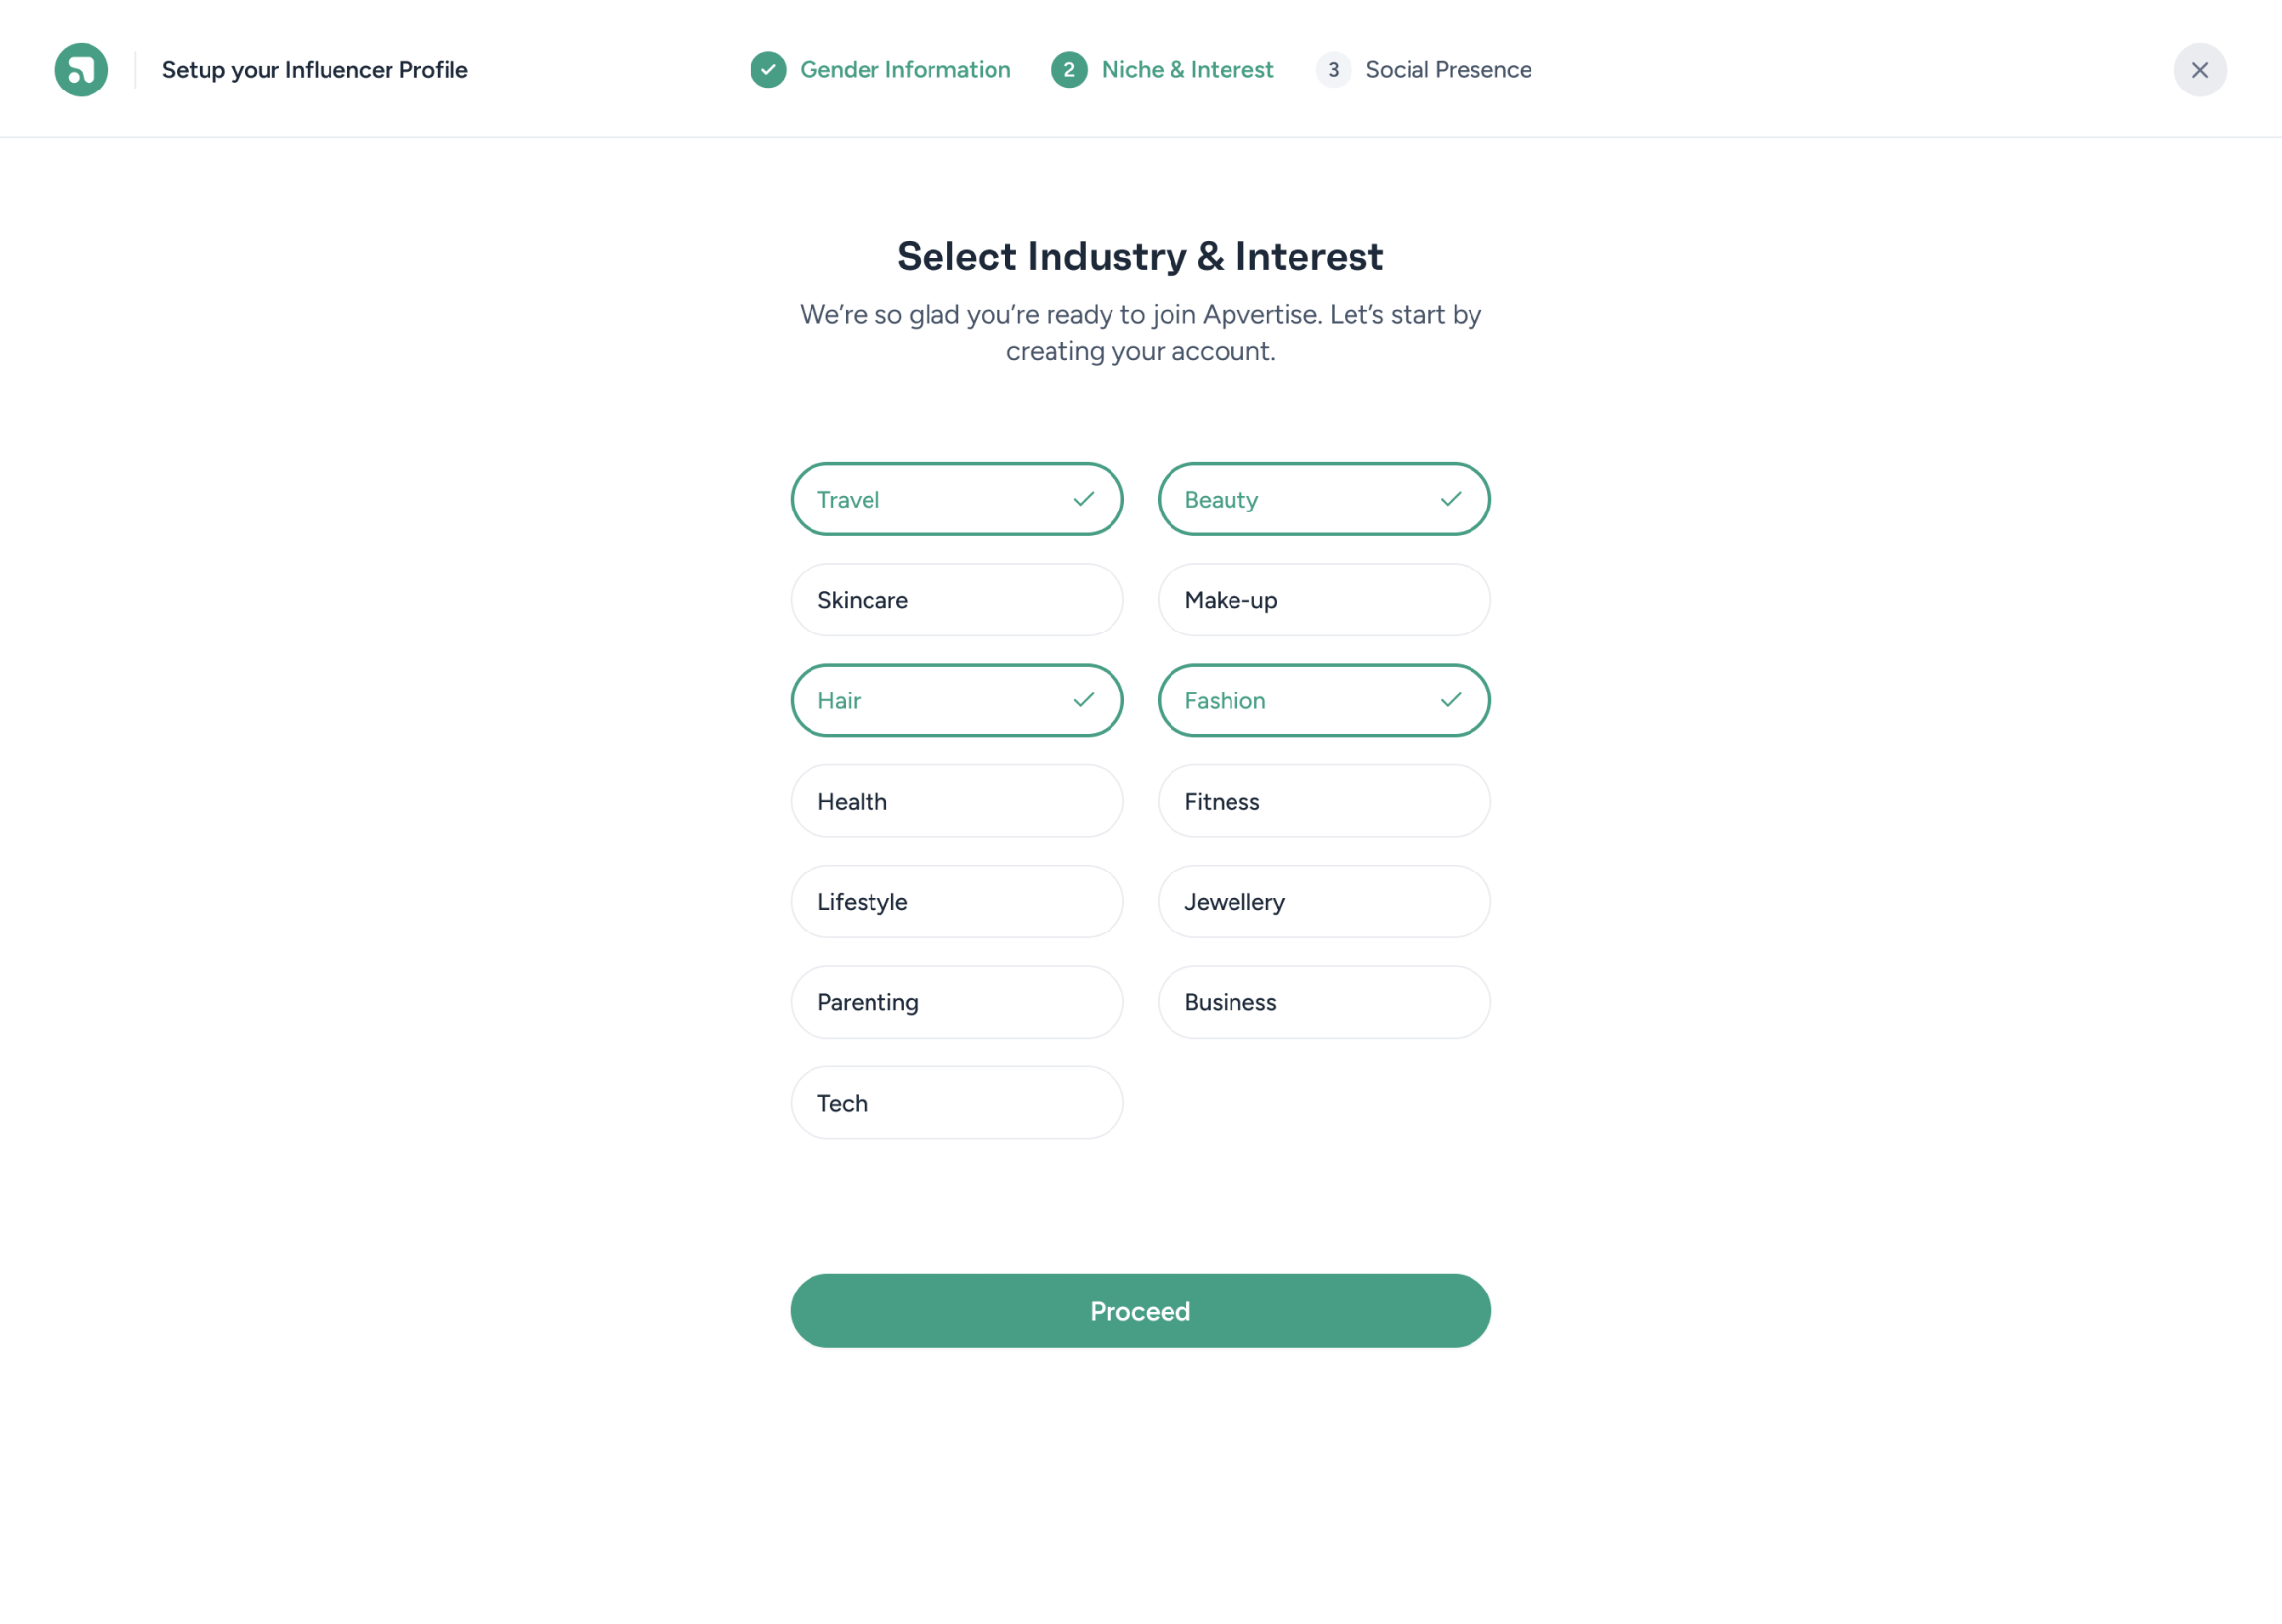 Setup your Influencer Profile
Gender Information
2 Niche & Interest
3 Social Presence
Select Industry & Interest
We’re so glad you’re ready to join Apvertise. Let’s start by
creating your account.
Travel
Beauty
Skincare
Make-up
Hair
Fashion
Health
Fitness
Lifestyle
Jewellery
Parenting
Business
Tech
Proceed